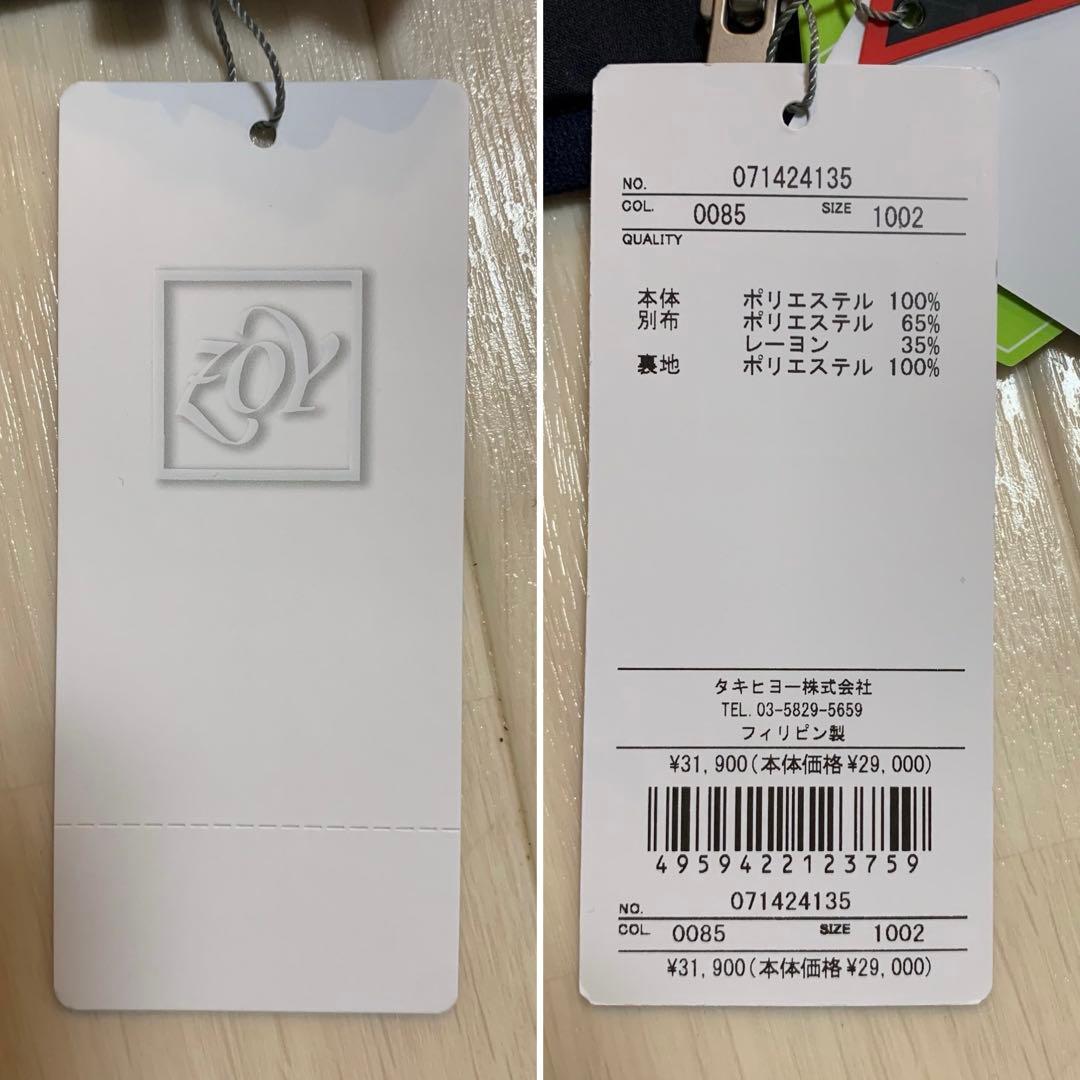 ZOY
NO. 071424135
COL. 0085 SIZE 1002
QUALITY
本体 ポリエステル 100%
別布 ポリエステル 65%
レーヨン 35%
裏地 ポリエステル 100%
タキヒヨー株式会社
TEL. 03-5829-5659
フィリピン製
¥31,900(本体価格¥29,000)
4959422123759
NO. 071424135
COL. 0085 SIZE 1002
¥31,900(本体価格¥29,000)